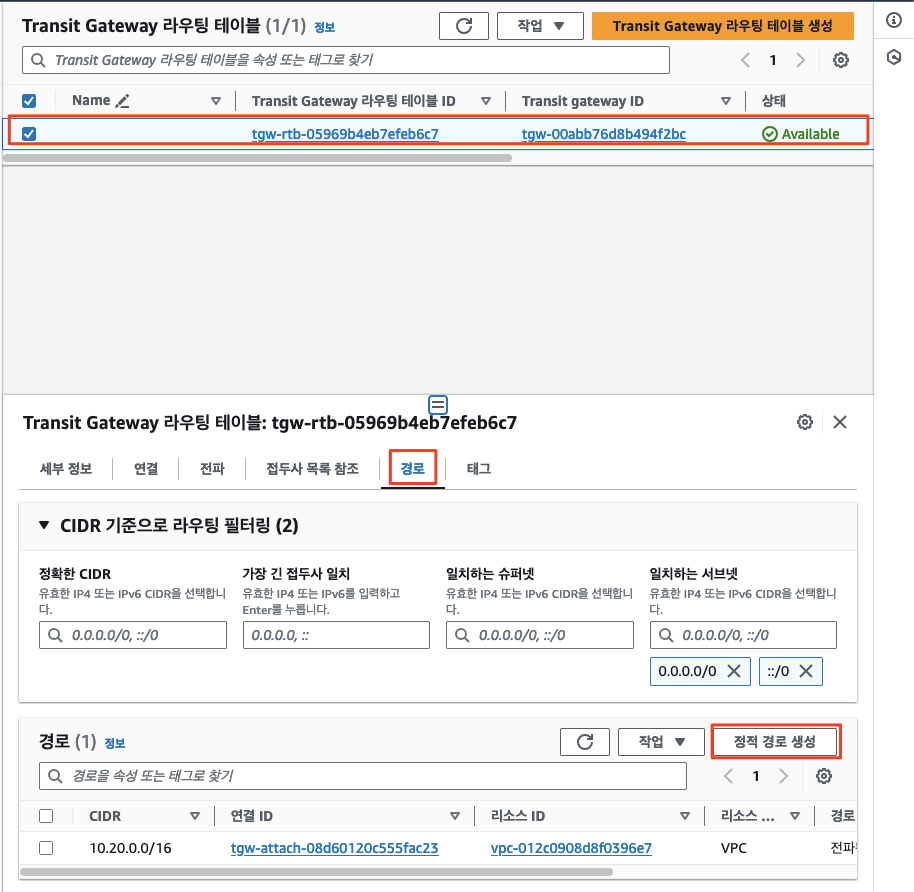 Transit Gateway 라우팅 테이블 (1/1) 정보
작업
Transit Gateway 라우팅 테이블 생성
Transit Gateway 라우팅 테이블을 속성 또는 태그로 찾기
1
Name Transit Gateway 라우팅 테이블 ID Transit gateway ID 상태
tgw-rtb-05969b4eb7efeb6c7 tgw-00abb76d8b494f2bc Available
Transit Gateway 라우팅 테이블: tgw-rtb-05969b4eb7efeb6c7
세부 정보 연결 전파 접두사 목록 참조 경로 태그
CIDR 기준으로 라우팅 필터링 (2)
정확한 CIDR
유효한 IP4 또는 IPv6 CIDR을 선택합니
다.
0.0.0.0/0, ::/0
가장 긴 접두사 일치
유효한 IP4 또는 IPv6를 입력하고
Enter를 누릅니다.
0.0.0.0, ::
일치하는 슈퍼넷
유효한 IP4 또는 IPv6 CIDR을 선택합니
다.
0.0.0.0/0, ::/0
일치하는 서브넷
유효한 IP4 또는 IPv6 CIDR을 선택합니
다.
0.0.0.0/0, ::/0
0.0.0.0/0 ::/0
경로 (1) 정보
작업
정적 경로 생성
경로을 속성 또는 태그로 찾기
1
CIDR 연결 ID 리소스 ID 리소스 ... 경로
10.20.0.0/16 tgw-attach-08d60120c555fac23 vpc-012c0908d8f0396e7 VPC 전파